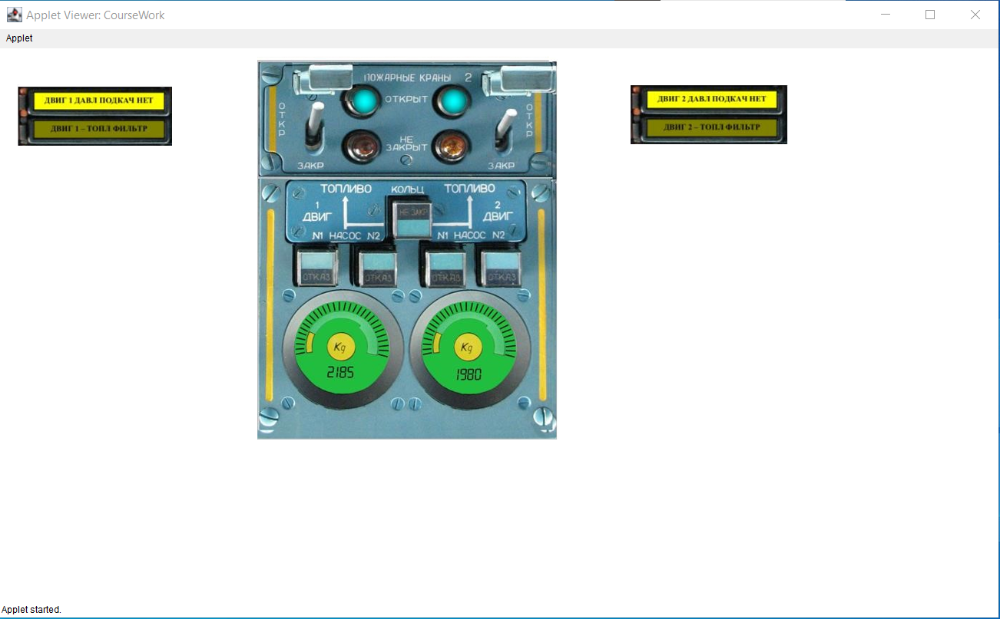 Applet Viewer: CourseWork
Applet
ДВИГ 1 ДАВЛ ПОДКАЧ НЕТ
ДВИГ 1 – ТОПЛ ФИЛЬТР
ПОЖАРНЫЕ КРАНЫ 2
ОТКРЫТ
ОТКР
ОТКР
НЕ
ЗАКРЫТ
ЗАКР
ЗАКР
ТОПЛИВО КОЛЬЦ ТОПЛИВО
1
ДВИГ
НЕ ЗАКР
2
ДВИГ
N1 НАСОС N2
N1 НАСОС N2
ОТКАЗ
ОТКАЗ
ОТКАЗ
ОТКАЗ
Kg
2185
Kg
1980
ДВИГ 2 ДАВЛ ПОДКАЧ НЕТ
ДВИГ 2 – ТОПЛ ФИЛЬТР
Applet started.